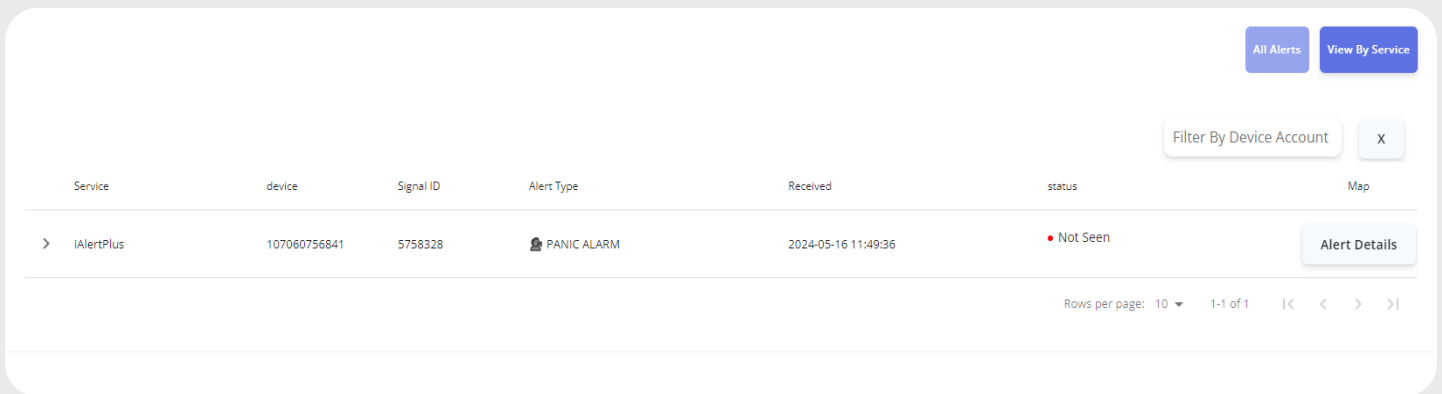 All Alerts View By Service
Filter By Device Account X
Service device Signal ID Alert Type Received status Map
iAlertPlus 107060756841 5758328 PANIC ALARM 2024-05-16 11:49:36 Not Seen Alert Details
Rows per page: 10 1-1 of 1